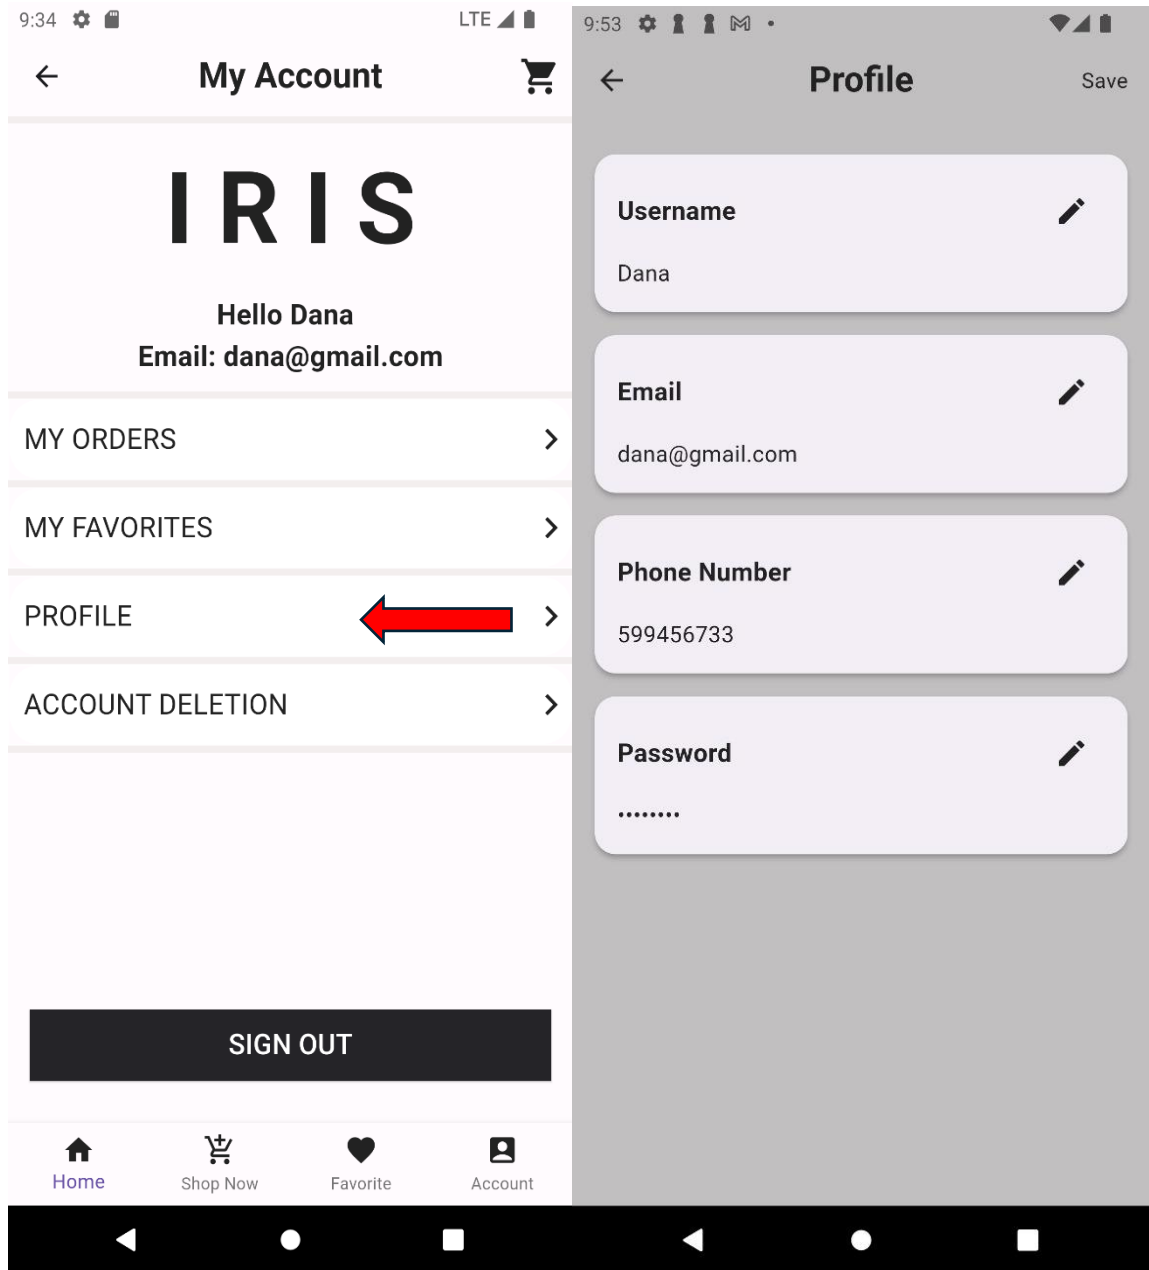 9:34
LTE
My Account
IRIS
Hello Dana
Email: dana@gmail.com
MY ORDERS
MY FAVORITES
PROFILE
ACCOUNT DELETION
SIGN OUT
Home
Shop Now
Favorite
Account
9:53
Profile
Save
Username
Dana
Email
dana@gmail.com
Phone Number
599456733
Password
••••••••